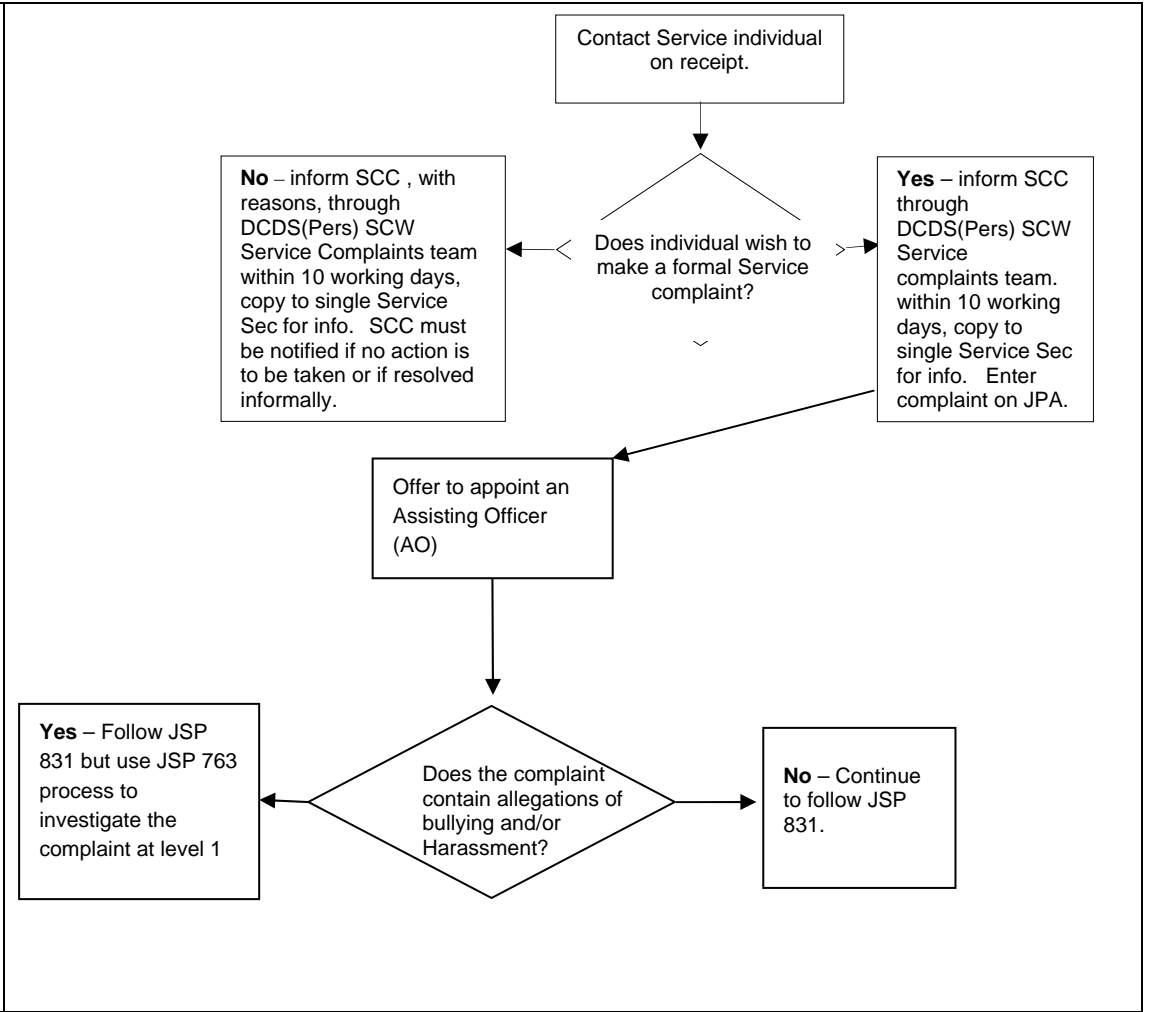 Contact Service individual
on receipt.
No – inform SCC , with
reasons, through
DCDS(Pers) SCW
Service Complaints team
within 10 working days,
copy to single Service
Sec for info.   SCC must
be notified if no action is
to be taken or if resolved
informally.
Does individual wish to
make a formal Service
complaint?
Yes – inform SCC
through
DCDS(Pers) SCW
Service
complaints team.
within 10 working
days, copy to
single Service Sec
for info.   Enter
complaint on JPA.
Offer to appoint an
Assisting Officer
(AO)
Yes – Follow JSP
831 but use JSP 763
process to
investigate the
complaint at level 1
Does the complaint
contain allegations of
bullying and/or
Harassment?
No – Continue
to follow JSP
831.